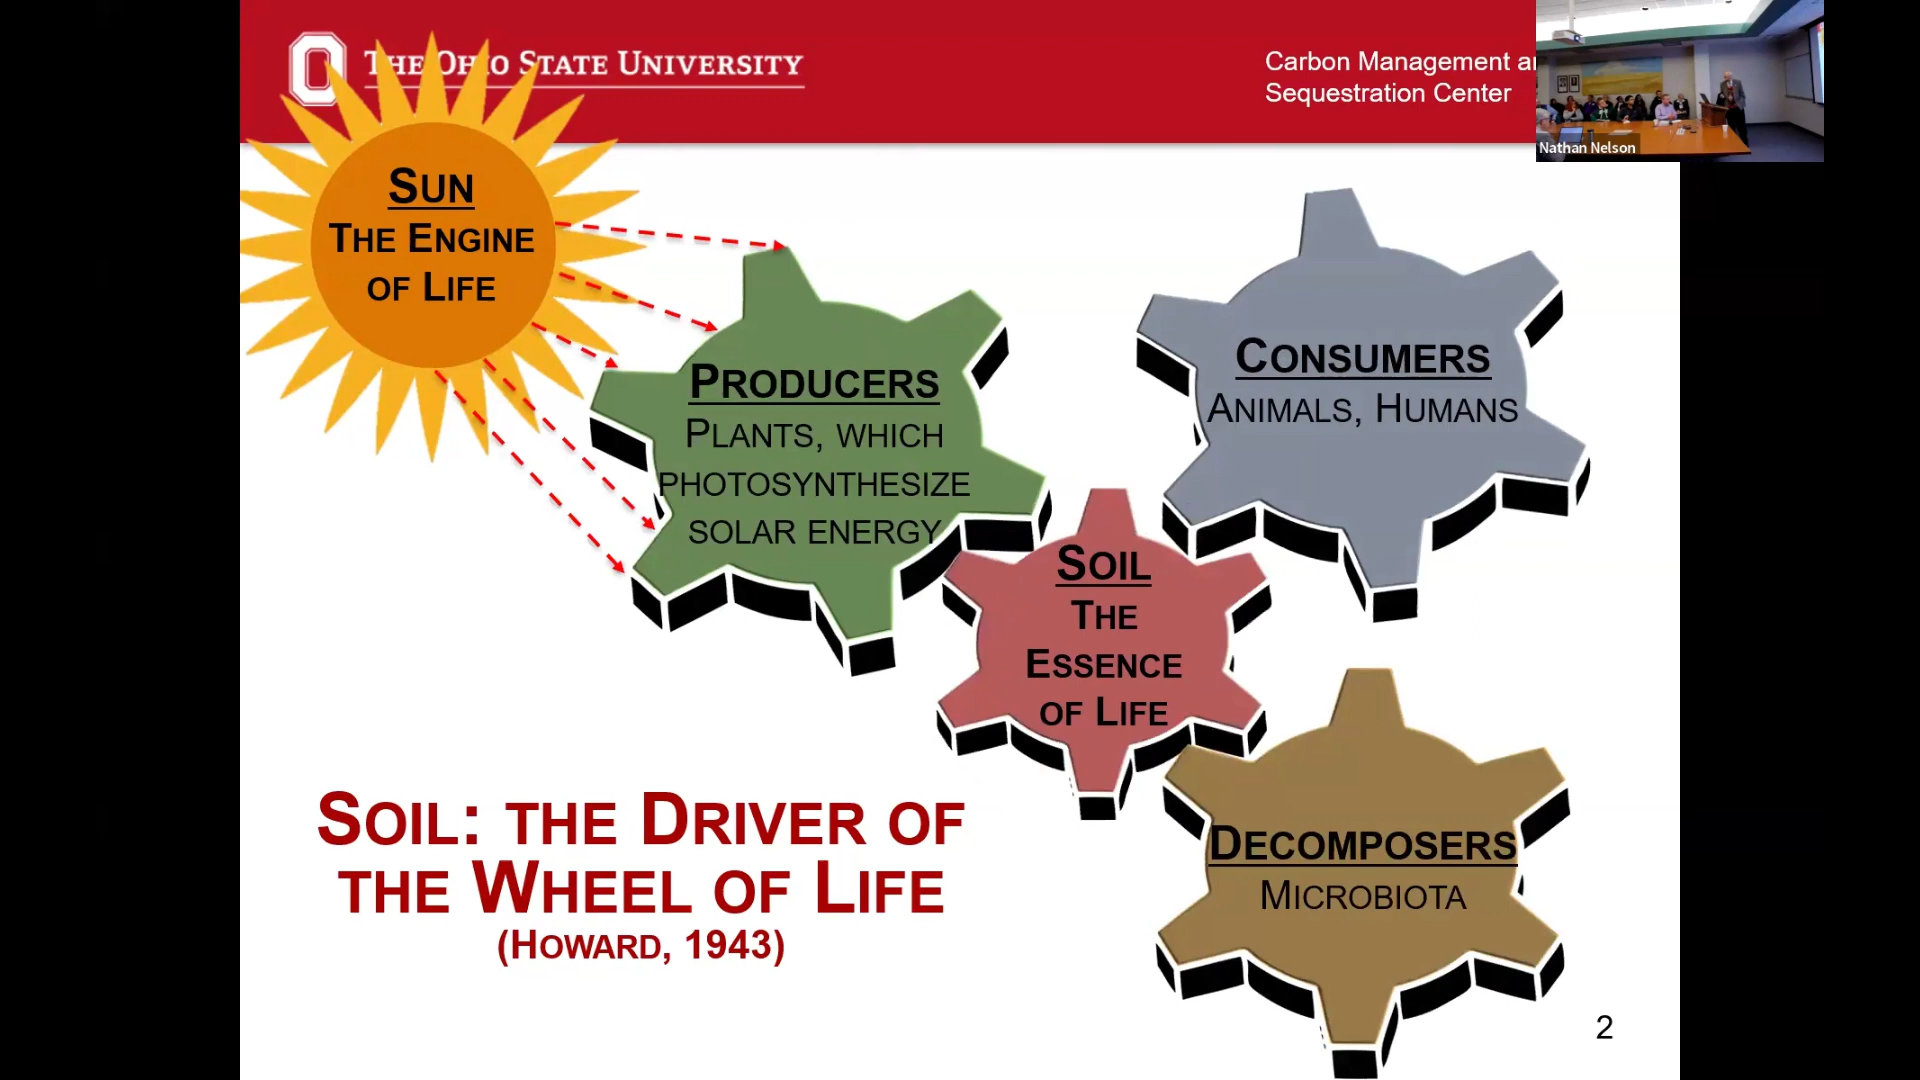 THE OHIO STATE UNIVERSITY
Carbon Management an
Sequestration Center
Nathan Nelson
SUN
THE ENGINE
OF LIFE
PRODUCERS
PLANTS, WHICH
PHOTOSYNTHESIZE
SOLAR ENERGY
CONSUMERS
ANIMALS, HUMANS
SOIL
THE
ESSENCE
OF LIFE
SOIL: THE DRIVER OF
THE WHEEL OF LIFE
(HOWARD, 1943)
DECOMPOSERS
MICROBIOTA
2